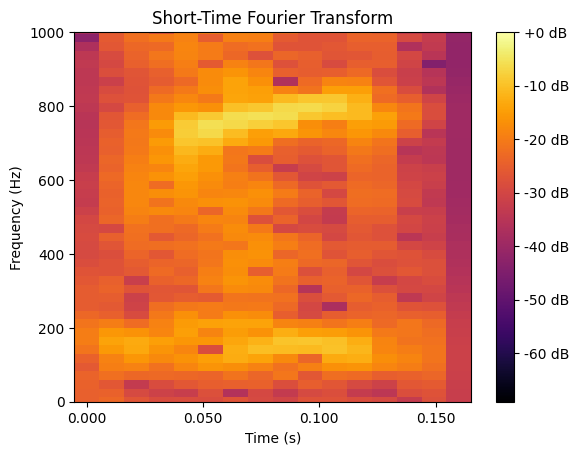 Short-Time Fourier Transform
1000
800
600
400
200
0
Frequency (Hz)
0.000
0.050
0.100
0.150
Time (s)
+0 dB
-10 dB
-20 dB
-30 dB
-40 dB
-50 dB
-60 dB